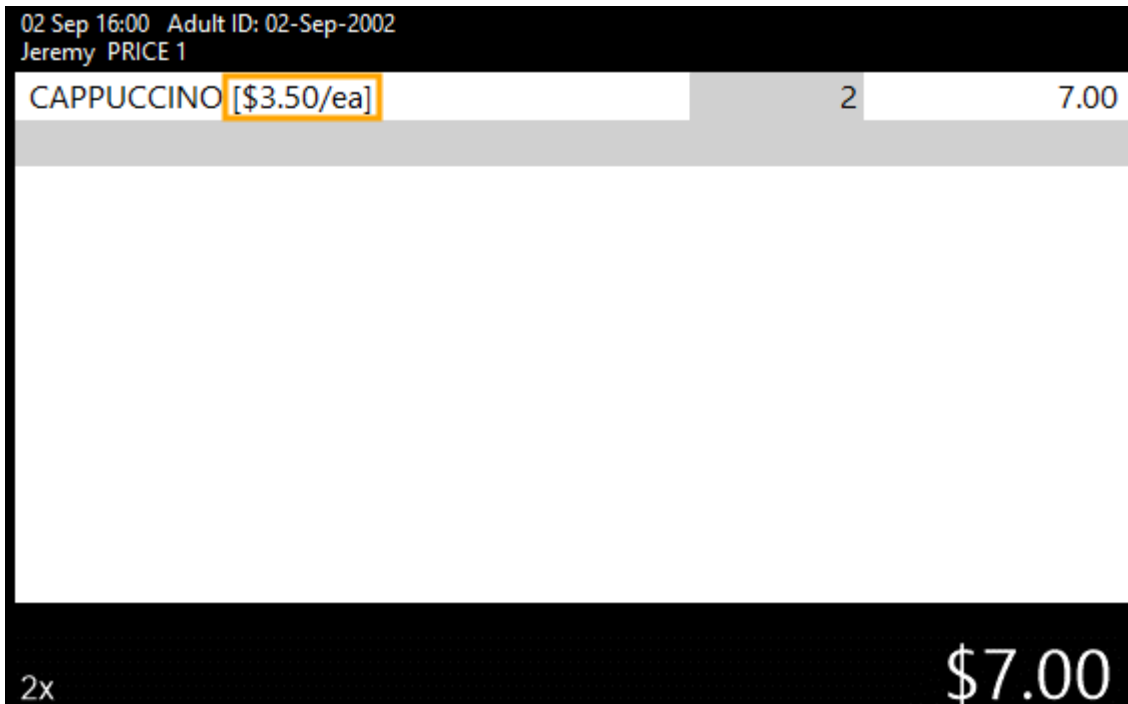 02 Sep 16:00 Adult ID: 02-Sep-2002
Jeremy PRICE 1
CAPPUCCINO [$3.50/ea] 2 7.00
2x $7.00